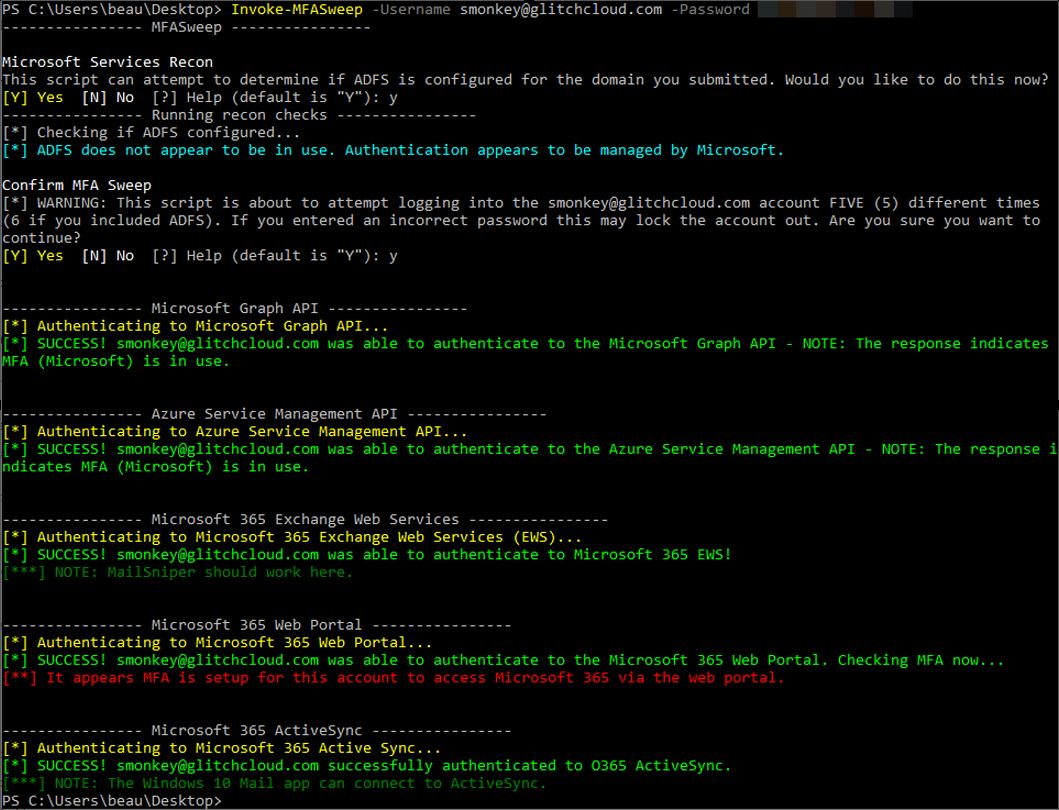 PS C:\Users\beau\Desktop> Invoke-MFASweep -Username smonkey@glitchcloud.com -Password
---------------- MFASweep ----------------
Microsoft Services Recon
This script can attempt to determine if ADFS is configured for the domain you submitted. Would you like to do this now?
[Y] Yes  [N] No  [?] Help (default is "Y"): y
---------------- Running recon checks ----------------
[*] Checking if ADFS configured...
[*] ADFS does not appear to be in use. Authentication appears to be managed by Microsoft.
Confirm MFA Sweep
[*] WARNING: This script is about to attempt logging into the smonkey@glitchcloud.com account FIVE (5) different times
(6 if you included ADFS). If you entered an incorrect password this may lock the account out. Are you sure you want to
continue?
[Y] Yes  [N] No  [?] Help (default is "Y"): y
---------------- Microsoft Graph API ----------------
[*] Authenticating to Microsoft Graph API...
[*] SUCCESS! smonkey@glitchcloud.com was able to authenticate to the Microsoft Graph API - NOTE: The response indicates
MFA (Microsoft) is in use.
---------------- Azure Service Management API ----------------
[*] Authenticating to Azure Service Management API...
[*] SUCCESS! smonkey@glitchcloud.com was able to authenticate to the Azure Service Management API - NOTE: The response i
ndicates MFA (Microsoft) is in use.
---------------- Microsoft 365 Exchange Web Services ----------------
[*] Authenticating to Microsoft 365 Exchange Web Services (EWS)...
[*] SUCCESS! smonkey@glitchcloud.com was able to authenticate to Microsoft 365 EWS!
[***] NOTE: MailSniper should work here.
---------------- Microsoft 365 Web Portal ----------------
[*] Authenticating to Microsoft 365 Web Portal...
[*] SUCCESS! smonkey@glitchcloud.com was able to authenticate to the Microsoft 365 Web Portal. Checking MFA now...
[**] It appears MFA is setup for this account to access Microsoft 365 via the web portal.
---------------- Microsoft 365 ActiveSync ----------------
[*] Authenticating to Microsoft 365 Active Sync...
[*] SUCCESS! smonkey@glitchcloud.com successfully authenticated to O365 ActiveSync.
[***] NOTE: The Windows 10 Mail app can connect to ActiveSync.
PS C:\Users\beau\Desktop>